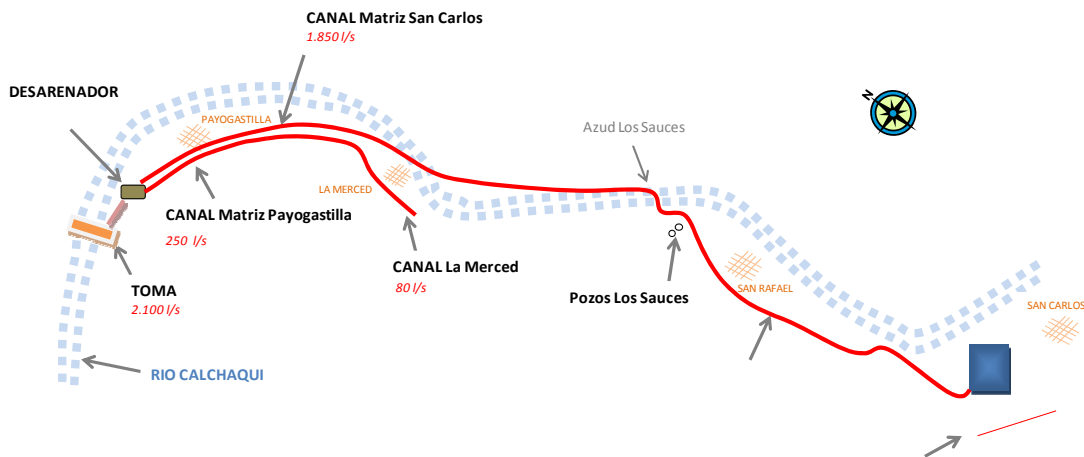 CANAL Matriz San Carlos
1.850 l/s
DESARENADOR
PAYOGASTILLA
Azud Los Sauces
N
LA MERCED
CANAL Matriz Payogastilla
250 l/s
CANAL La Merced
80 l/s
TOMA
2.100 l/s
Pozos Los Sauces
SAN RAFAEL
SAN CARLOS
RIO CALCHAQUI